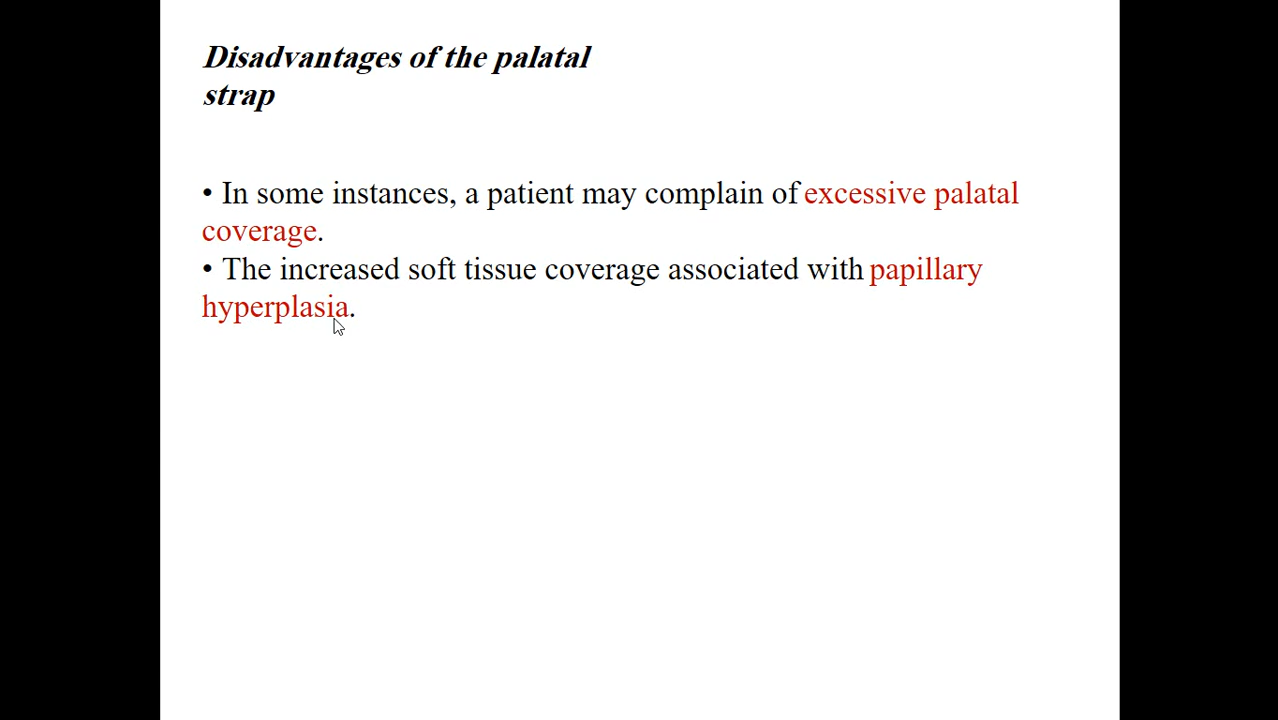 Disadvantages of the palatal
strap
• In some instances, a patient may complain of excessive palatal
coverage.
• The increased soft tissue coverage associated with papillary
hyperplasia.